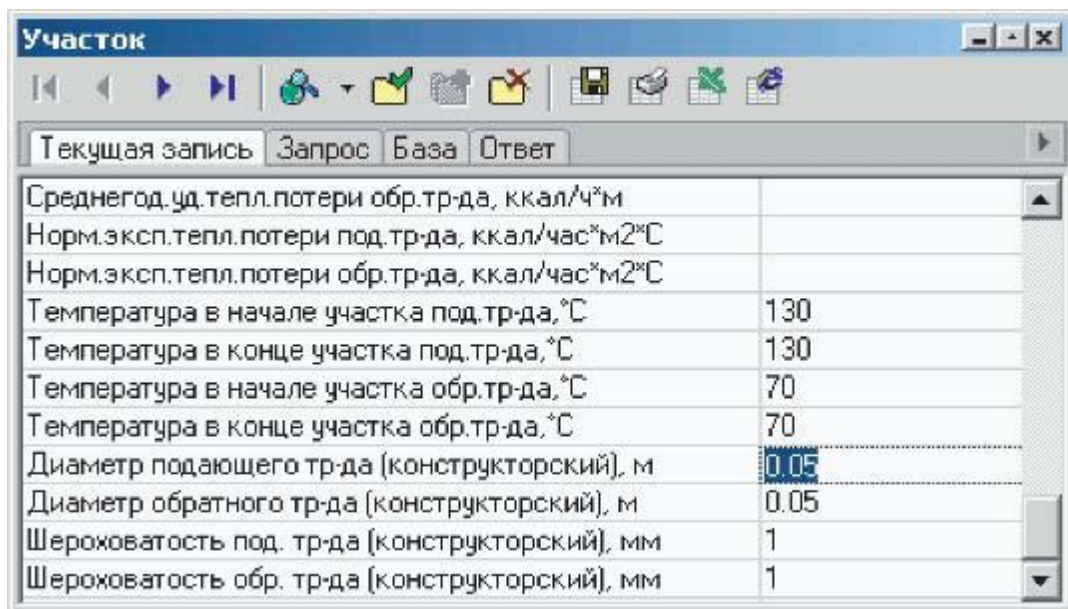 Участок
Текущая запись Запрос База Ответ
Среднегод.уд.тепл.потери обр.тр-да, ккал/ч*м
Норм.эксп.тепл.потери под.тр-да, ккал/час*м2*С
Норм.эксп.тепл.потери обр.тр-да, ккал/час*м2*С
Температура в начале участка под.тр-да,°С 130
Температура в конце участка под.тр-да,°С 130
Температура в начале участка обр.тр-да,°С 70
Температура в конце участка обр.тр-да,°С 70
Диаметр подающего тр-да (конструкторский), м 0.05
Диаметр обратного тр-да (конструкторский), м 0.05
Шероховатость под. тр-да (конструкторский), мм 1
Шероховатость обр. тр-да (конструкторский), мм 1